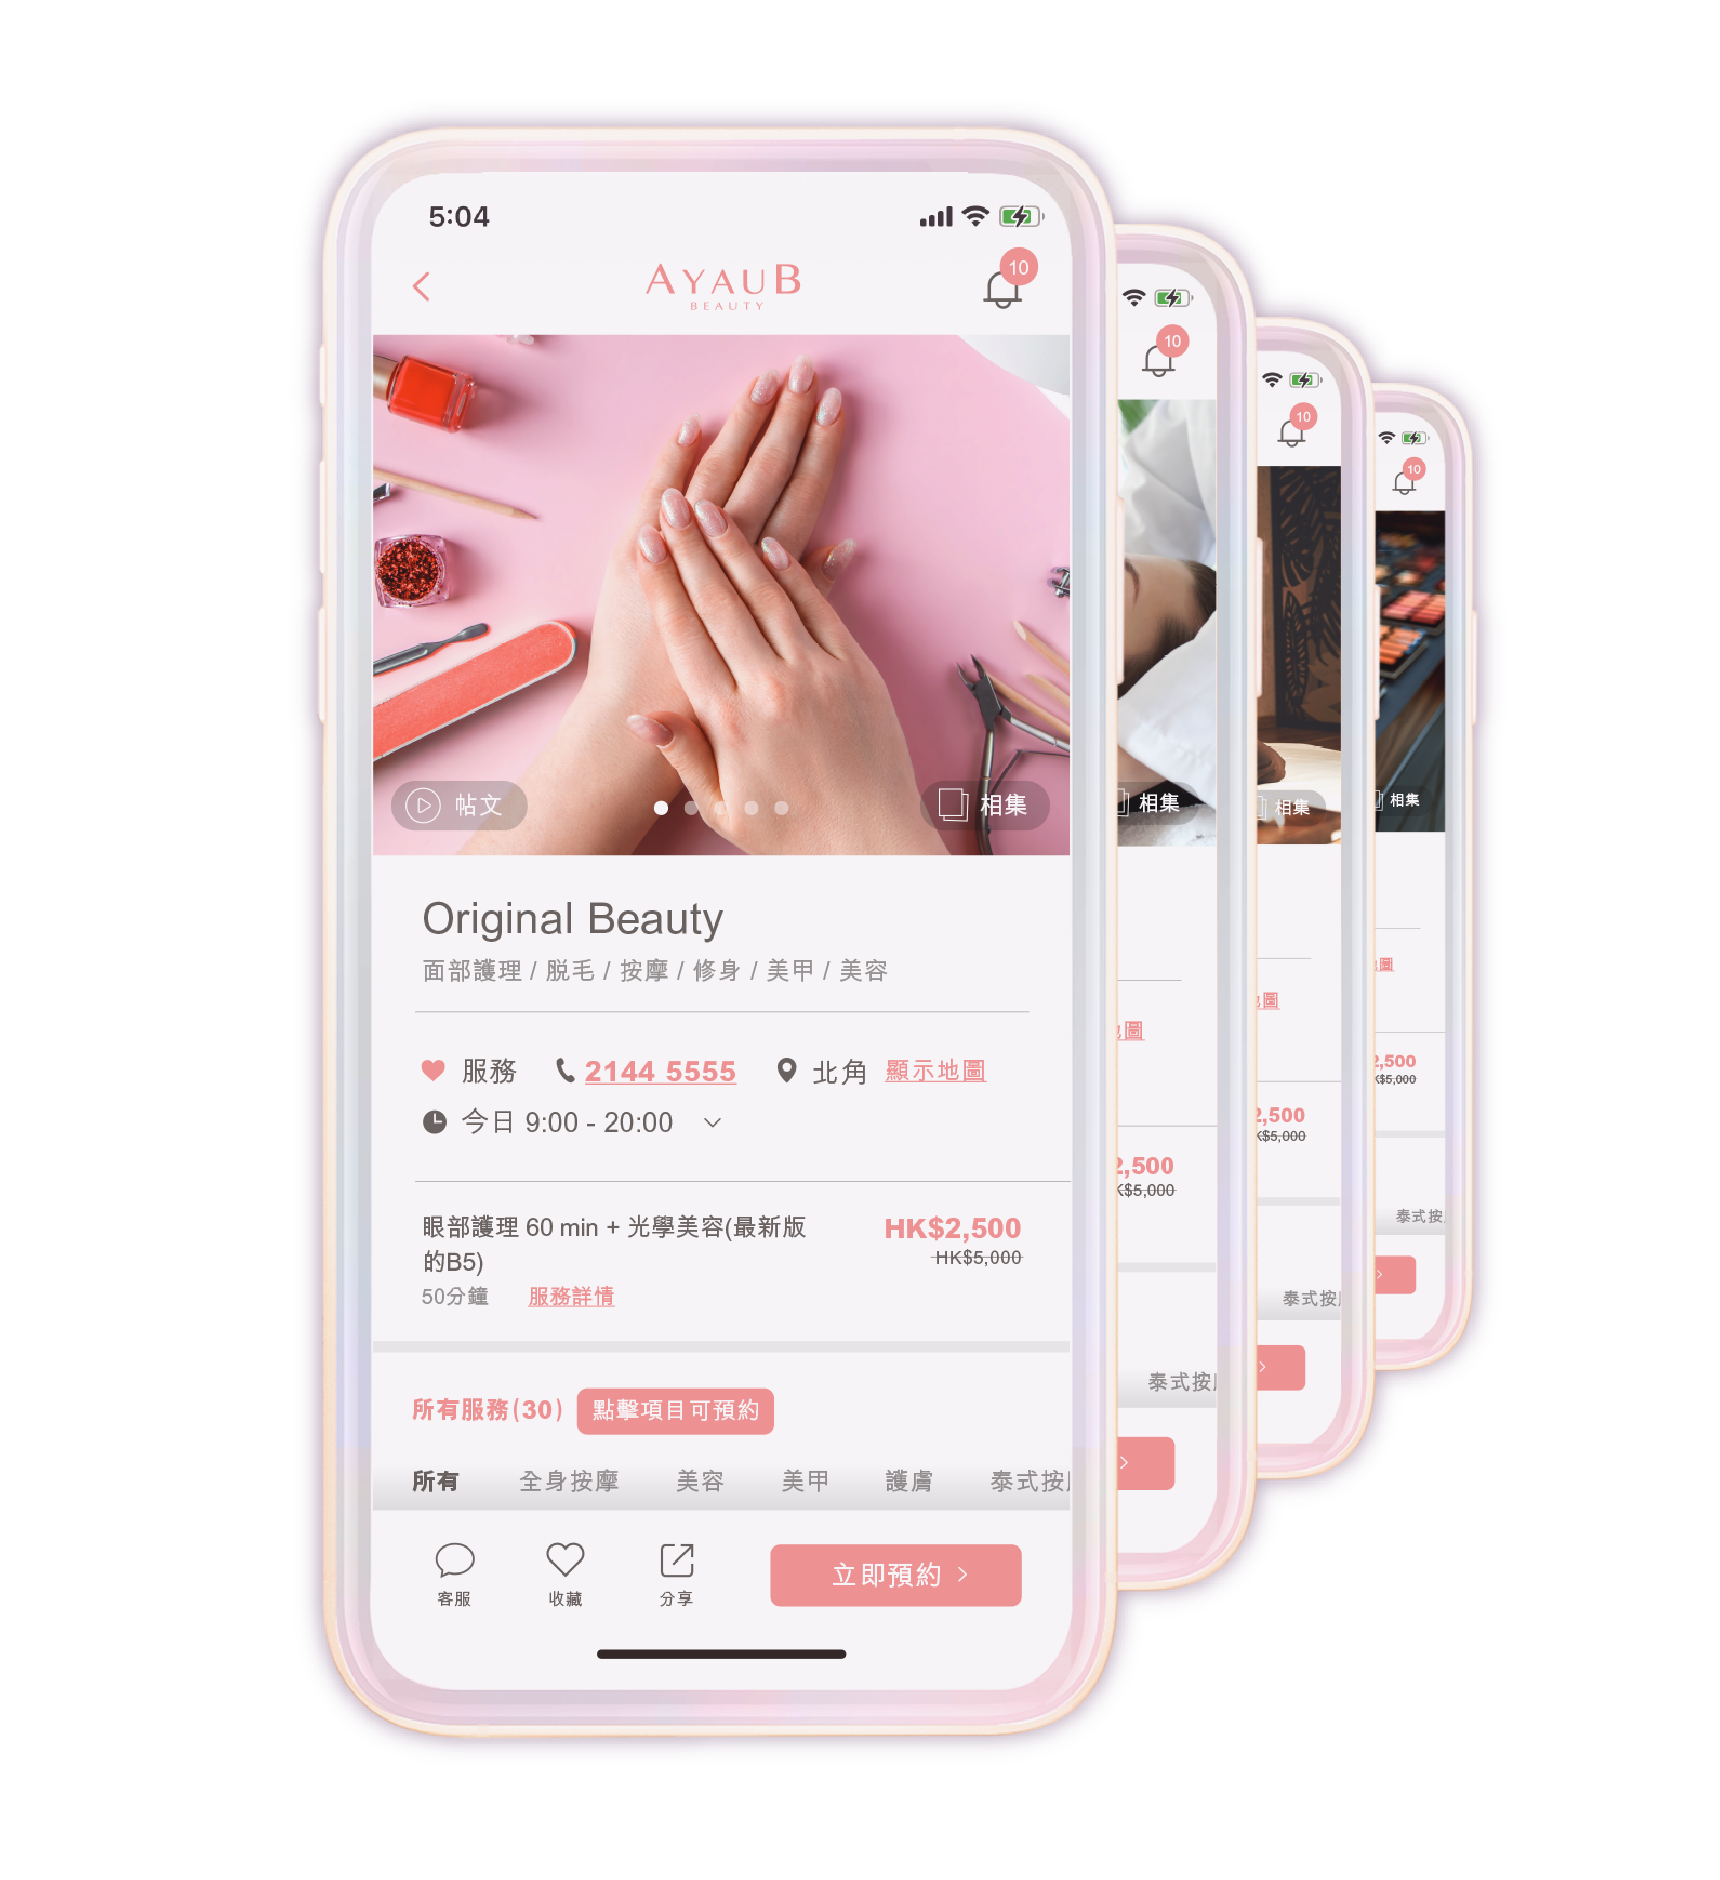 5:04
AYAUB
BEAUTY
10
帖文
相集
Original Beauty
面部護理 / 脱毛 / 按摩 / 修身 / 美甲 / 美容
服務 2144 5555 北角 顯示地圖
今日 9:00 - 20:00
眼部護理 60 min + 光學美容(最新版 HK$2,500
的B5) HK$5,000
50分鐘 服務詳情
所有服務(30) 點擊項目可預約
所有 全身按摩 美容 美甲 護膚 泰式按
客服 收藏 分享 立即預約
10
相集
地圖
2,500
K$5,000
泰式按
10
相集
地圖
2,500
K$5,000
泰式按
10
相集
圖
2,500
K$5,000
泰式按